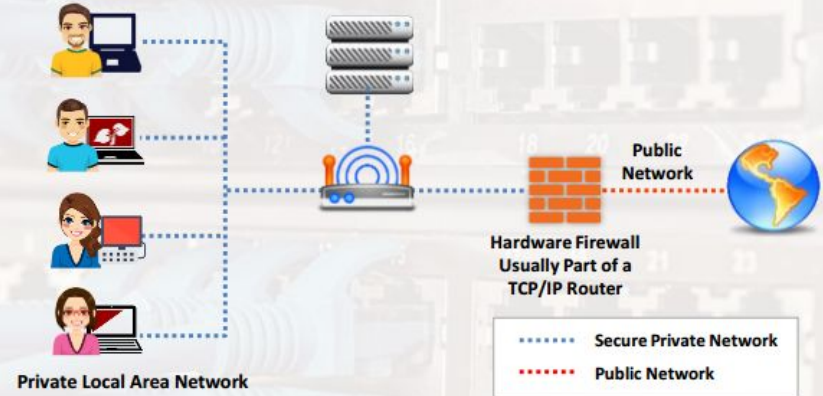 Public
Network
Hardware Firewall
Usually Part of a
TCP/IP Router
Secure Private Network
Public Network
Private Local Area Network